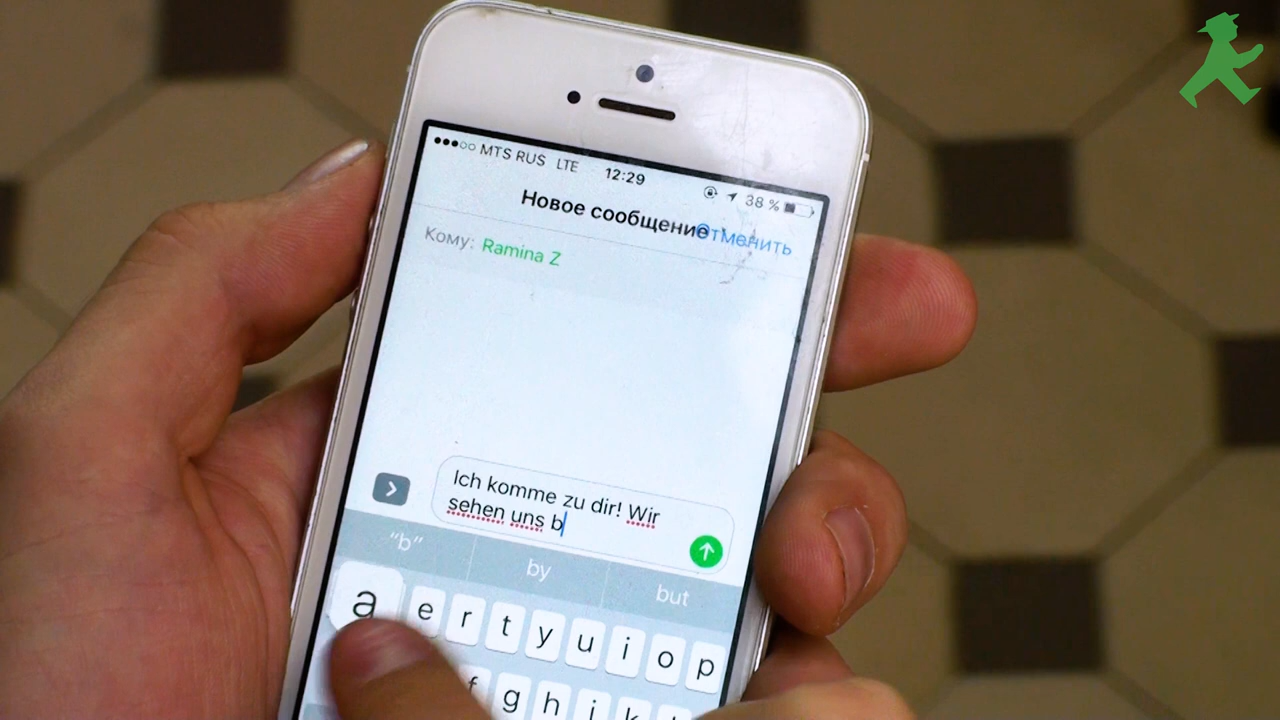 MTS RUS LTE 12:29 38 %
Новое сообщение Отменить
Кому: Ramina Z
Ich komme zu dir! Wir
sehen uns b
“b” by but
a e r t y u i o p
f g h j k